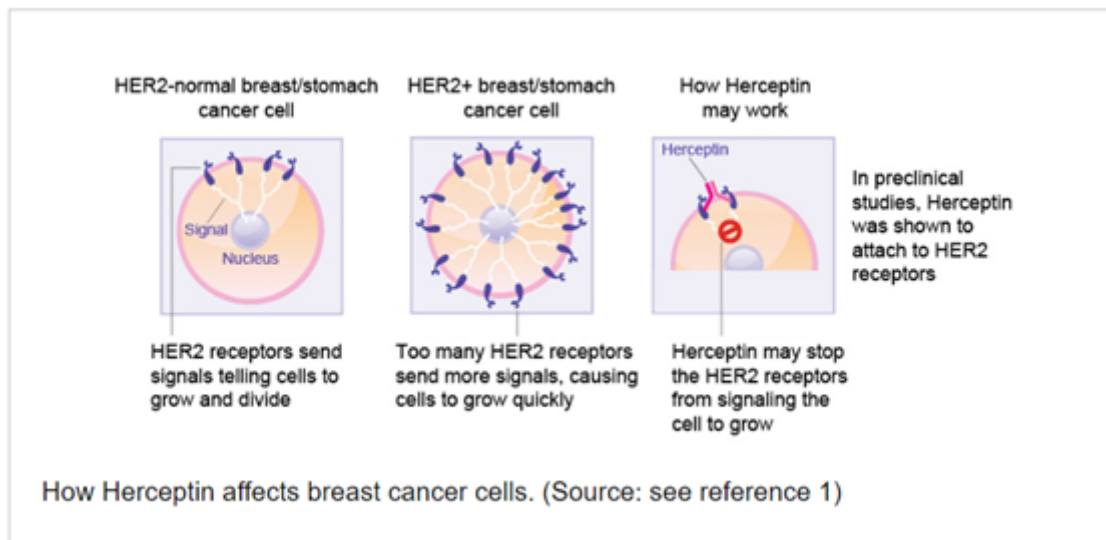 HER2-normal breast/stomach
cancer cell
HER2+ breast/stomach
cancer cell
How Herceptin
may work
Signal
Nucleus
Herceptin
In preclinical
studies, Herceptin
was shown to
attach to HER2
receptors
HER2 receptors send
signals telling cells to
grow and divide
Too many HER2 receptors
send more signals, causing
cells to grow quickly
Herceptin may stop
the HER2 receptors
from signaling the
cell to grow
How Herceptin affects breast cancer cells. (Source: see reference 1)